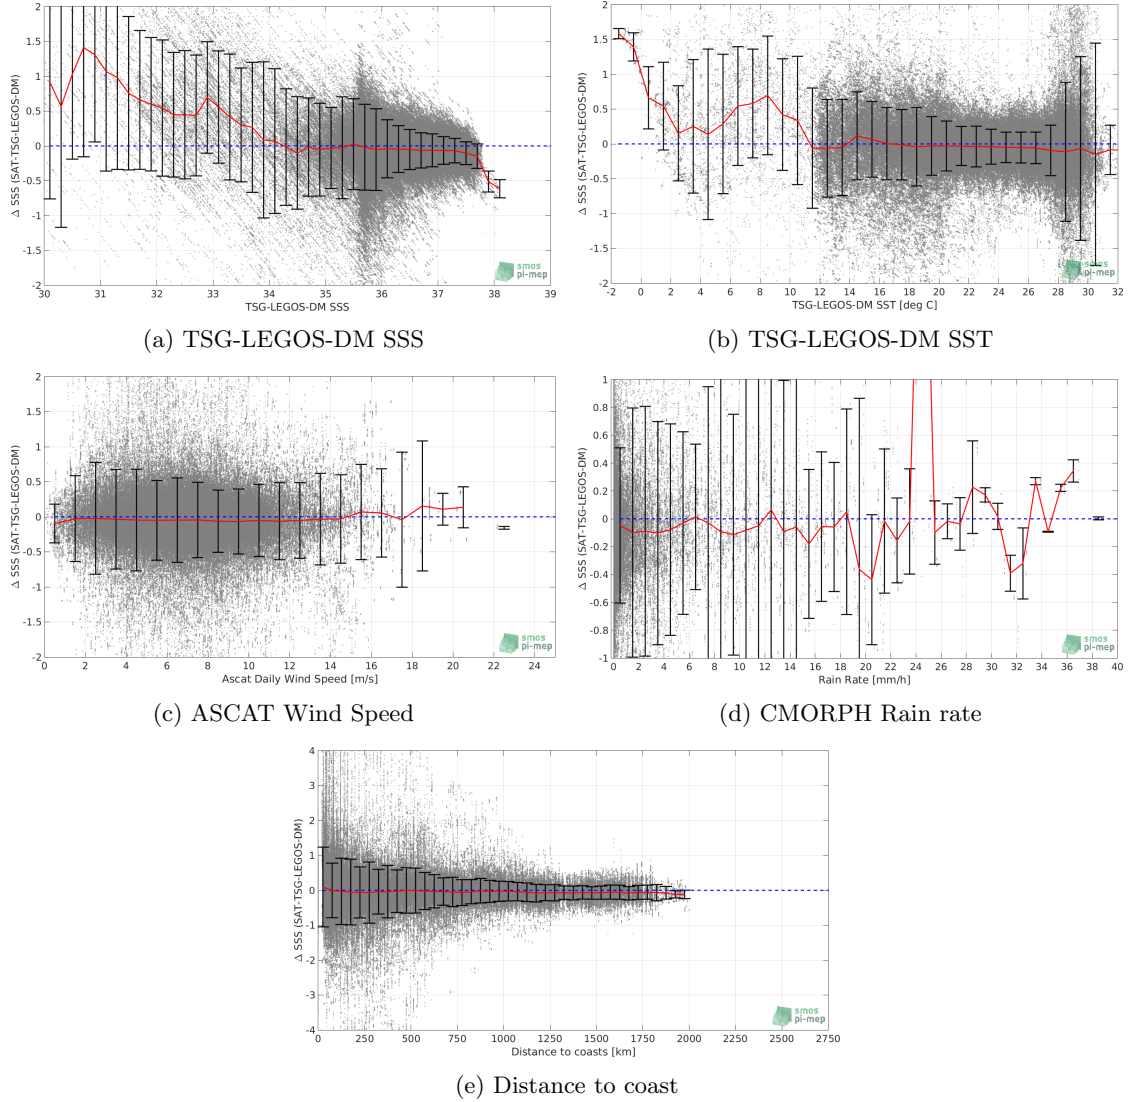 2
1.5
1
0.5
0
-0.5
-1
-1.5
-2
Δ SSS (SAT-TSG-LEGOS-DM)
30 31 32 33 34 35 36 37 38 39
TSG-LEGOS-DM SSS
smos
pi-mep
(a) TSG-LEGOS-DM SSS
2
1.5
1
0.5
0
-0.5
-1
-1.5
-2
Δ SSS (SAT-TSG-LEGOS-DM)
-2 0 2 4 6 8 10 12 14 16 18 20 22 24 26 28 30 32
TSG-LEGOS-DM SST [deg C]
smos
pi-mep
(b) TSG-LEGOS-DM SST
2
1.5
1
0.5
0
-0.5
-1
-1.5
-2
Δ SSS (SAT-TSG-LEGOS-DM)
0 2 4 6 8 10 12 14 16 18 20 22 24
Ascat Daily Wind Speed [m/s]
smos
pi-mep
(c) ASCAT Wind Speed
1
0.8
0.6
0.4
0.2
0
-0.2
-0.4
-0.6
-0.8
-1
Δ SSS (SAT-TSG-LEGOS-DM)
0 2 4 6 8 10 12 14 16 18 20 22 24 26 28 30 32 34 36 38 40
Rain Rate [mm/h]
smos
pi-mep
(d) CMORPH Rain rate
4
3
2
1
0
-1
-2
-3
-4
Δ SSS (SAT-TSG-LEGOS-DM)
0 250 500 750 1000 1250 1500 1750 2000 2250 2500 2750
Distance to coasts [km]
smos
pi-mep
(e) Distance to coast